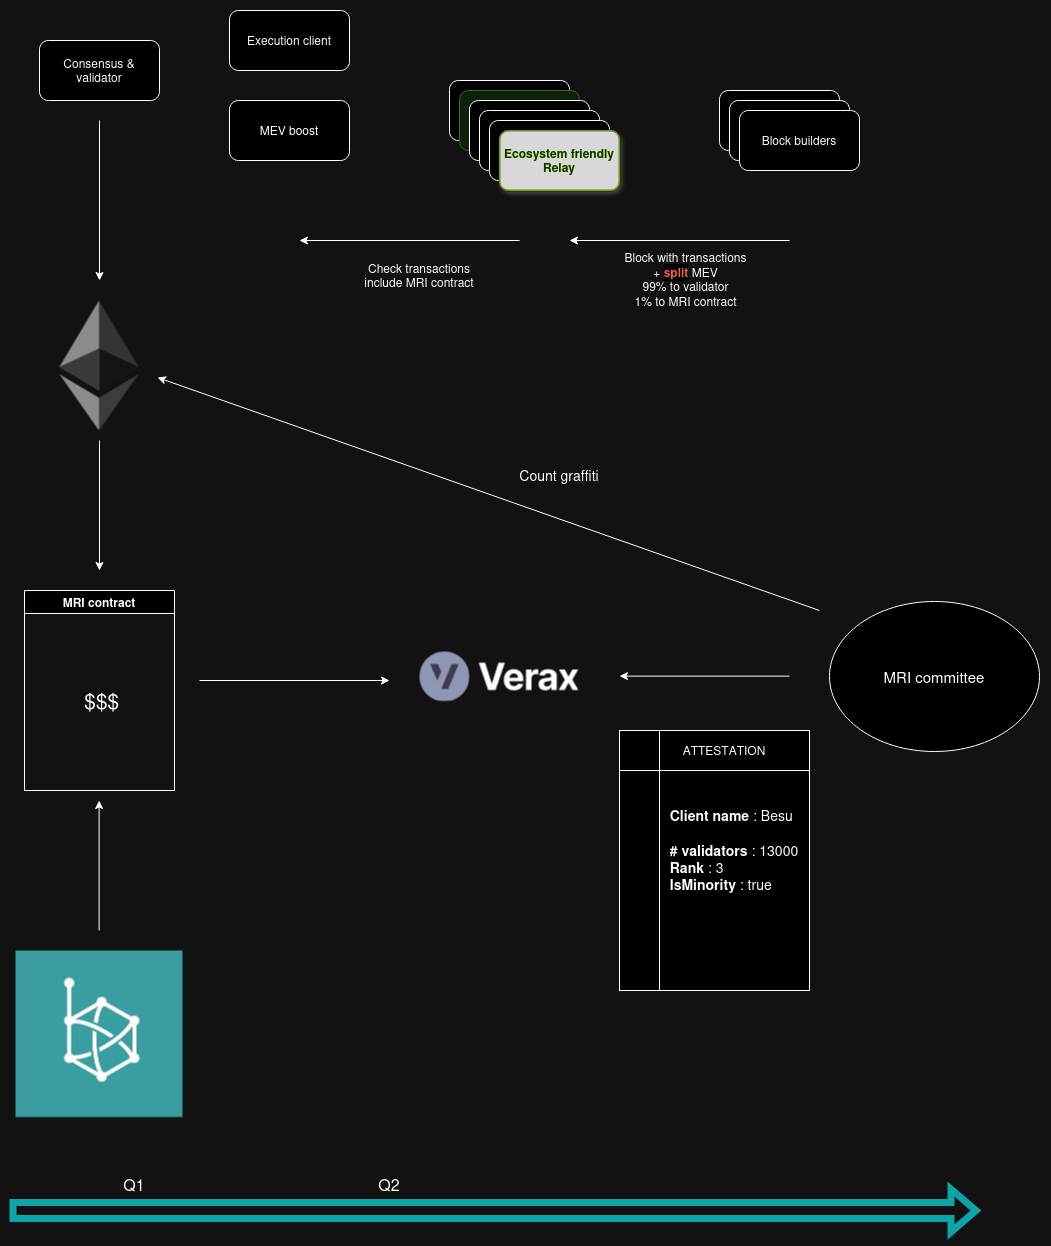 Execution client
Consensus &
validator
MEV boost
Ecosystem friendly
Relay
Block builders
Check transactions
include MRI contract
Block with transactions
+ split MEV
99% to validator
1% to MRI contract
Count graffiti
MRI contract
$$$
Verax
MRI committee
ATTESTATION
Client name : Besu
# validators : 13000
Rank : 3
IsMinority : true
Q1
Q2